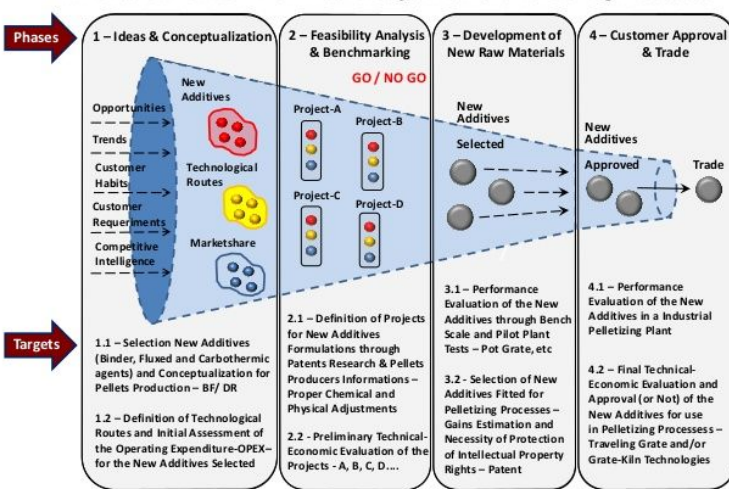 Phases
1 – Ideas & Conceptualization
New
Additives
Opportunities
Trends
Customer
Habits
Technological
Routes
Customer
Requeriments
Marketshare
Competitive
Intelligence
Targets
1.1 – Selection New Additives
(Binder, Fluxed and Carbothermic
agents) and Conceptualization for
Pellets Production – BF/ DR
1.2 – Definition of Technological
Routes and Initial Assessment of
the Operating Expenditure-OPEX–
for the New Additives Selected
2 – Feasibility Analysis
& Benchmarking
GO / NO GO
Project-A
Project-B
Project-C
Project-D
2.1 – Definition of Projects
for New Additives
Formulations through
Patents Research & Pellets
Producers Informations –
Proper Chemical and
Physical Adjustments
2.2 - Preliminary Technical-
Economic Evaluation of the
Projects - A, B, C, D....
3 – Development of
New Raw Materials
New
Additives
Selected
3.1 – Performance
Evaluation of the New
Additives through Bench
Scale and Pilot Plant
Tests – Pot Grate, etc
3.2 - Selection of New
Additives Fitted for
Pelletizing Processes –
Gains Estimation and
Necessity of Protection
of Intellectual Property
Rights – Patent
4 – Customer Approval
& Trade
New
Additives
Approved
Trade
4.1 – Performance
Evaluation of the New
Additives in a Industrial
Pelletizing Plant
4.2 – Final Technical-
Economic Evaluation and
Approval (or Not) of the
New Additives for use
in Pelletizing Processess –
Traveling Grate and/or
Grate-Kiln Technologies